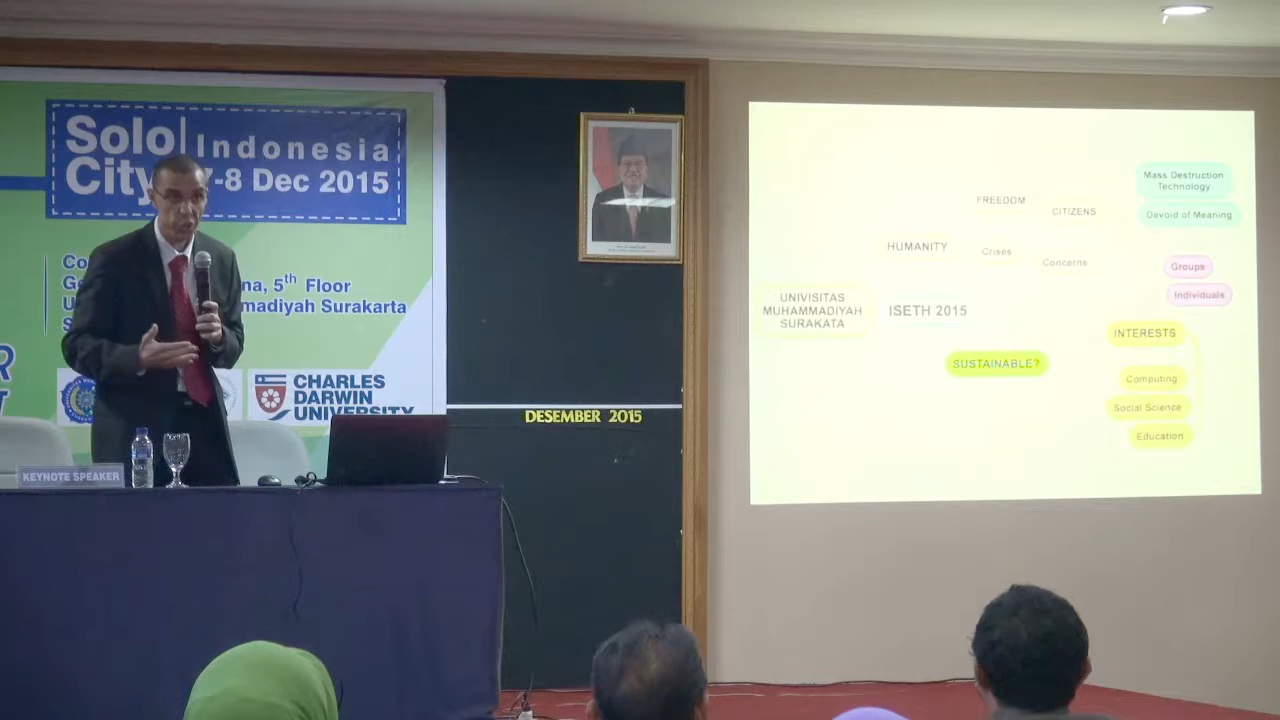 Solo
City
Indonesia
7-8 Dec 2015
na, 5th Floor
madiyah Surakarta
CHARLES
DARWIN
UNIVERSITY
KEYNOTE SPEAKER
DESEMBER 2015
UNIVISITAS
MUHAMMADIYAH
SURAKATA
ISETH 2015
HUMANITY
FREEDOM
CITIZENS
Crises
Concerns
Mass Destruction
Technology
Devoid of Meaning
Groups
Individuals
SUSTAINABLE?
INTERESTS
Computing
Social Science
Education